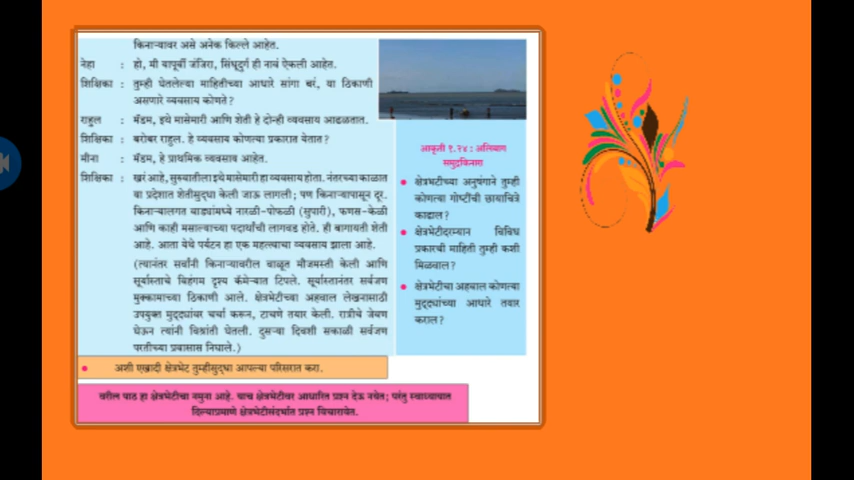 किनाऱ्यावर असे अनेक किल्ले आहेत.
नेहा : हो, मी यापूर्वी जंजिरा, सिंधूदुर्ग ही नावं ऐकली आहेत.
शिक्षिका : तुम्ही घेतलेल्या माहितीच्या आधारे सांगा बरं, या ठिकाणी
असणारे व्यवसाय कोणते?
राहुल : मॅडम, इथे मासेमारी आणि शेती हे दोन्ही व्यवसाय आढळतात.
शिक्षिका : बरोबर राहुल. हे व्यवसाय कोणत्या प्रकारात येतात?
मीना : मॅडम, हे प्राथमिक व्यवसाय आहेत.
शिक्षिका : खरं आहे, सुरुवातीला इथे मासेमारी हा व्यवसाय होता. नंतरच्या काळात
या प्रदेशात शेतीसुद्धा केली जाऊ लागली; पण किनाऱ्यापासून दूर.
किनाऱ्यालगत वाड्यांमध्ये नारळी-पोफळी (सुपारी), फणस-केळी
आणि काही मसाल्याच्या पदार्थांची लागवड होते. ही बागायती शेती
आहे. आता येथे पर्यटन हा एक महत्त्वाचा व्यवसाय झाला आहे.
(त्यानंतर सर्वांनी किनाऱ्यावरील वाळूत मौजमस्ती केली आणि
सूर्यास्ताचे विहंगम दृश्य कॅमेऱ्यात टिपले. सूर्यास्तानंतर सर्वजण
मुक्कामाच्या ठिकाणी आले. क्षेत्रभेटीच्या अहवाल लेखनासाठी
उपयुक्त मुद्द्यांवर चर्चा करून, टाचणे तयार केली. रात्रीचे जेवण
घेऊन त्यांनी विश्रांती घेतली. दुसऱ्या दिवशी सकाळी सर्वजण
परतीच्या प्रवासास निघाले.)
आकृती १.२४ : अलिबाग
समुद्रकिनारा
● क्षेत्रभेटीच्या अनुषंगाने तुम्ही
कोणत्या गोष्टींची छायाचित्रे
काढाल?
● क्षेत्रभेटीदरम्यान विविध
प्रकारची माहिती तुम्ही कशी
मिळवाल?
● क्षेत्रभेटीचा अहवाल कोणत्या
मुद्द्यांच्या आधारे तयार
कराल?
● अशी एखादी क्षेत्रभेट तुम्हीसुद्धा आपल्या परिसरात करा.
वरील पाठ हा क्षेत्रभेटीचा नमुना आहे. याच क्षेत्रभेटीवर आधारित प्रश्न देऊ नयेत; परंतु स्वाध्यायात
दिल्याप्रमाणे क्षेत्रभेटीसंदर्भात प्रश्न विचारावेत.